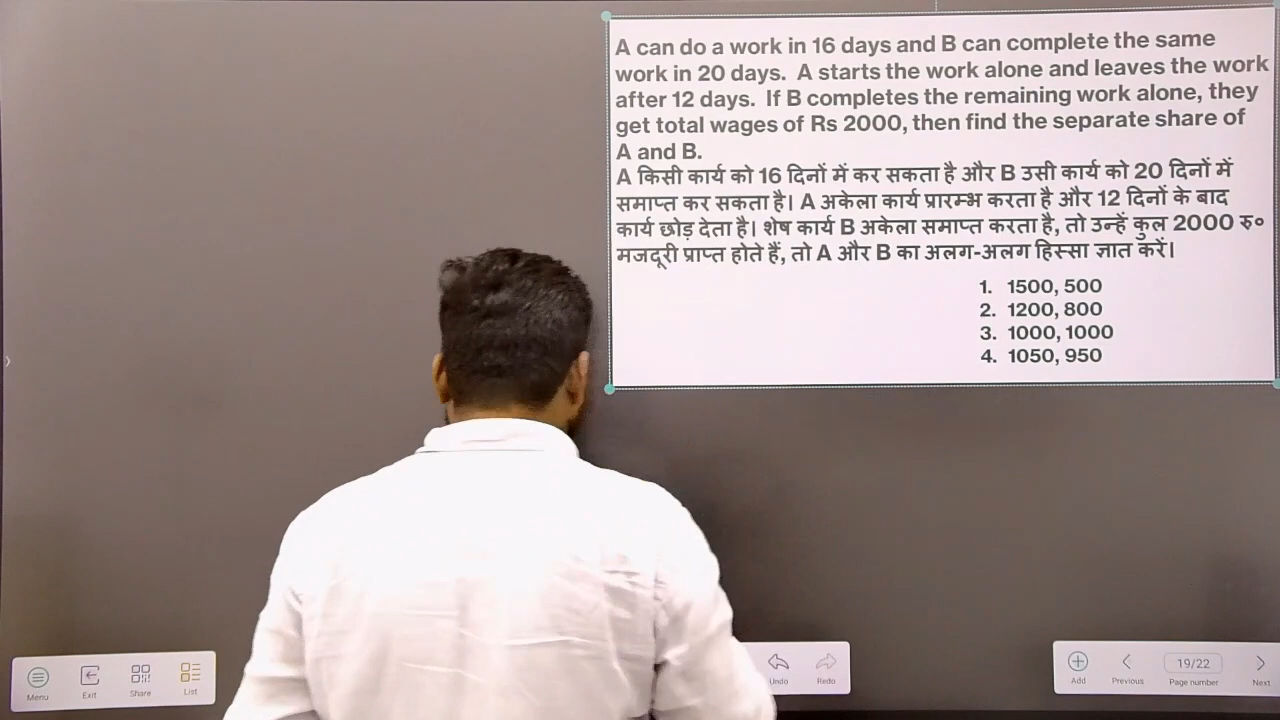 A can do a work in 16 days and B can complete the same
work in 20 days. A starts the work alone and leaves the work
after 12 days. If B completes the remaining work alone, they
get total wages of Rs 2000, then find the separate share of
A and B.
A किसी कार्य को 16 दिनों में कर सकता है और B उसी कार्य को 20 दिनों में
समाप्त कर सकता है। A अकेला कार्य प्रारम्भ करता है और 12 दिनों के बाद
कार्य छोड़ देता है। शेष कार्य B अकेला समाप्त करता है, तो उन्हें कुल 2000 रु०
मजदूरी प्राप्त होते हैं, तो A और B का अलग-अलग हिस्सा ज्ञात करें।
1. 1500, 500
2. 1200, 800
3. 1000, 1000
4. 1050, 950
Menu Exit Share List Undo Redo Add Previous 19/22 Page number Next